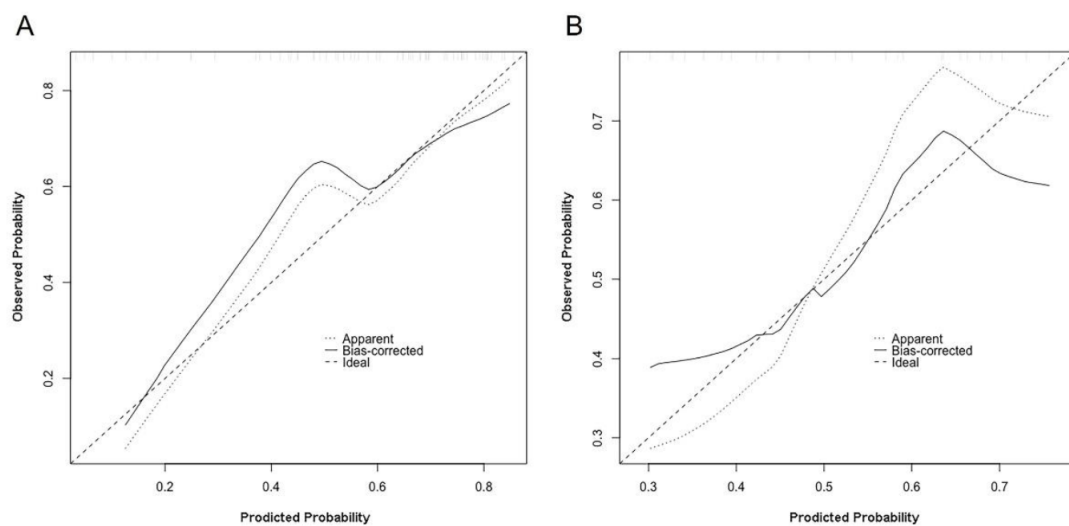 A
B
0.8
0.6
0.4
0.2
Observed Probability
Apparent
Bias-corrected
Ideal
0.2 0.4 0.6 0.8
Prodicted Probability
0.7
0.6
0.5
0.4
0.3
Observed Probability
Apparent
Bias-corrected
Ideal
0.3 0.4 0.5 0.6 0.7
Prodicted Probability